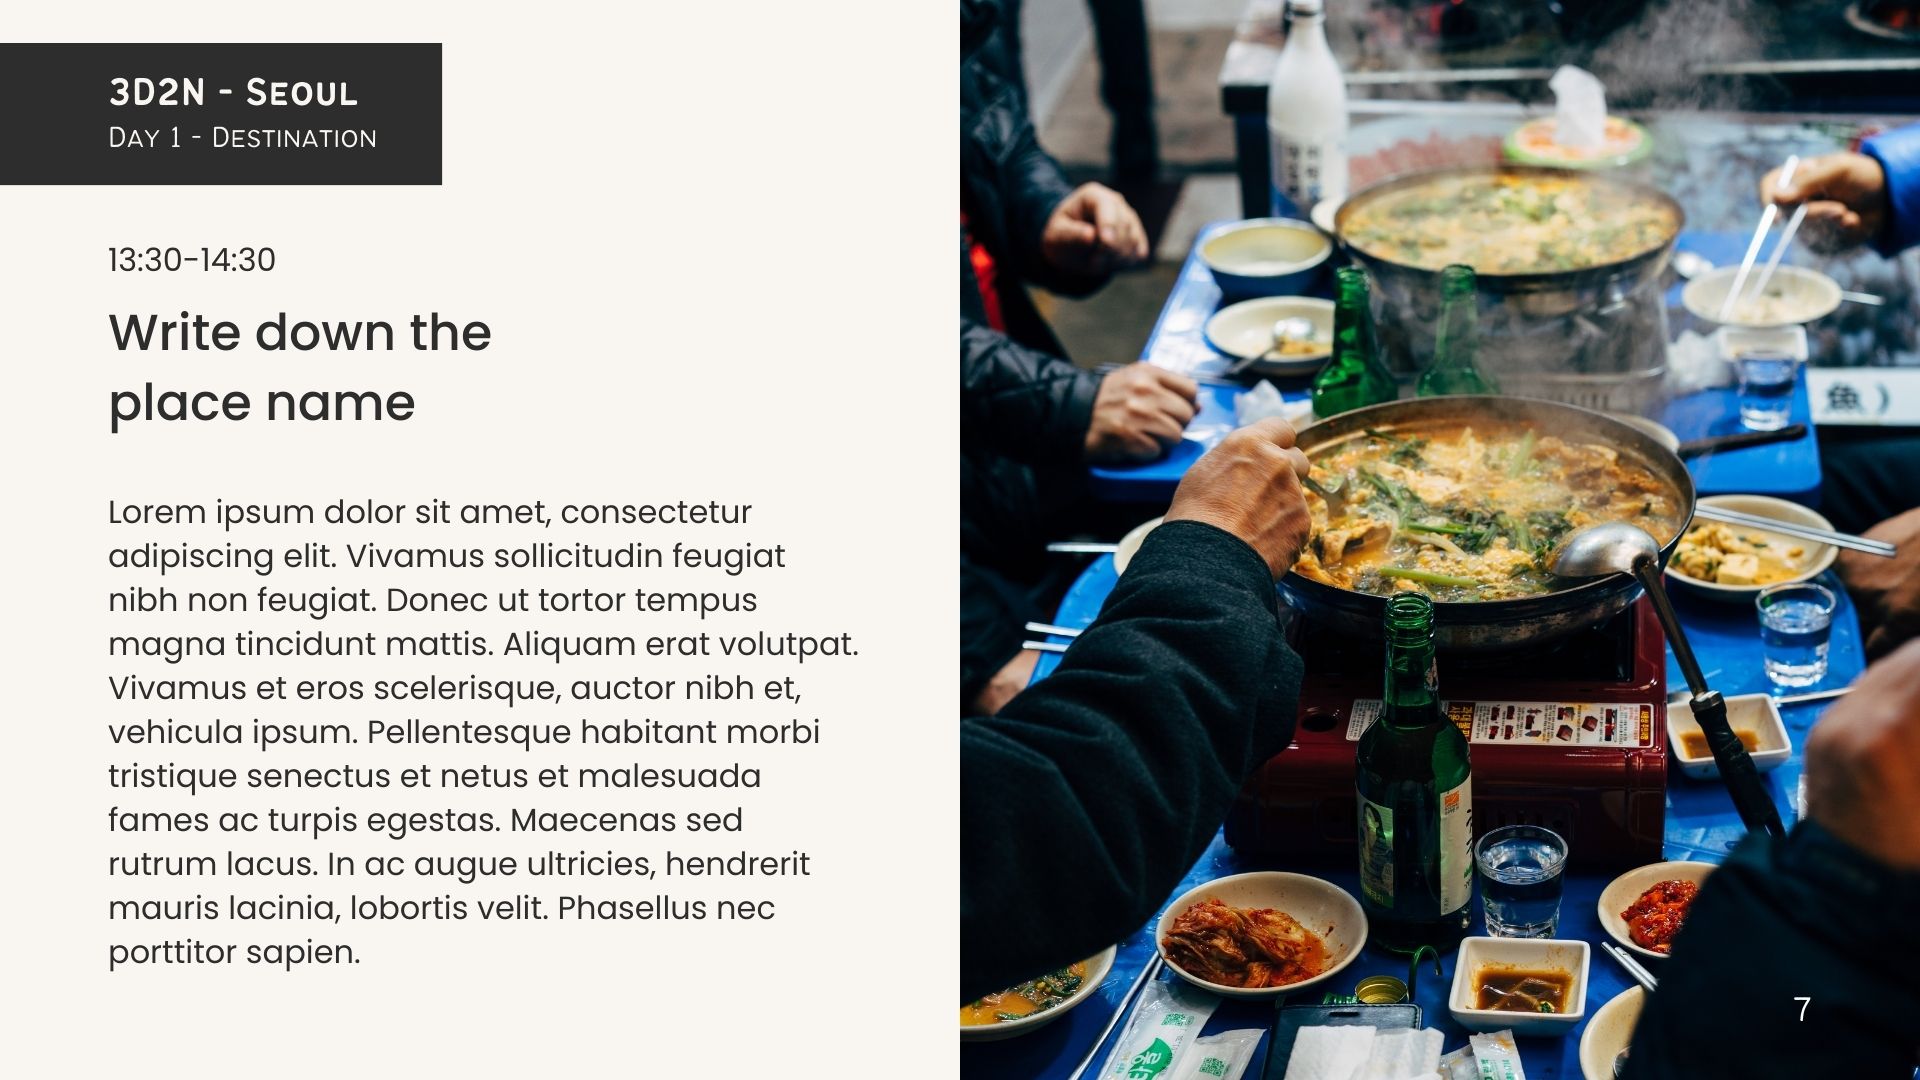 3D2N - Seoul
Day 1 - Destination
13:30-14:30
Write down the
place name
Lorem ipsum dolor sit amet, consectetur
adipiscing elit. Vivamus sollicitudin feugiat
nibh non feugiat. Donec ut tortor tempus
magna tincidunt mattis. Aliquam erat volutpat.
Vivamus et eros scelerisque, auctor nibh et,
vehicula ipsum. Pellentesque habitant morbi
tristique senectus et netus et malesuada
fames ac turpis egestas. Maecenas sed
rutrum lacus. In ac augue ultricies, hendrerit
mauris lacinia, lobortis velit. Phasellus nec
porttitor sapien.
7